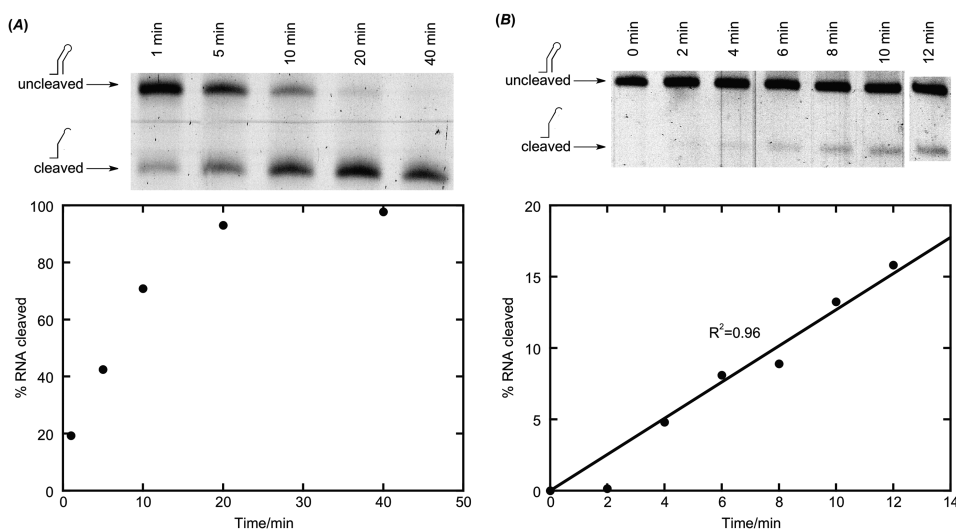 (A)
1 min 5 min 10 min 20 min 40 min
uncleaved
cleaved
100
80
60
40
20
0
% RNA cleaved
0 10 20 30 40 50
Time/min
(B)
0 min 2 min 4 min 6 min 8 min 10 min 12 min
uncleaved
cleaved
20
15
10
5
0
% RNA cleaved
R²=0.96
0 2 4 6 8 10 12 14
Time/min